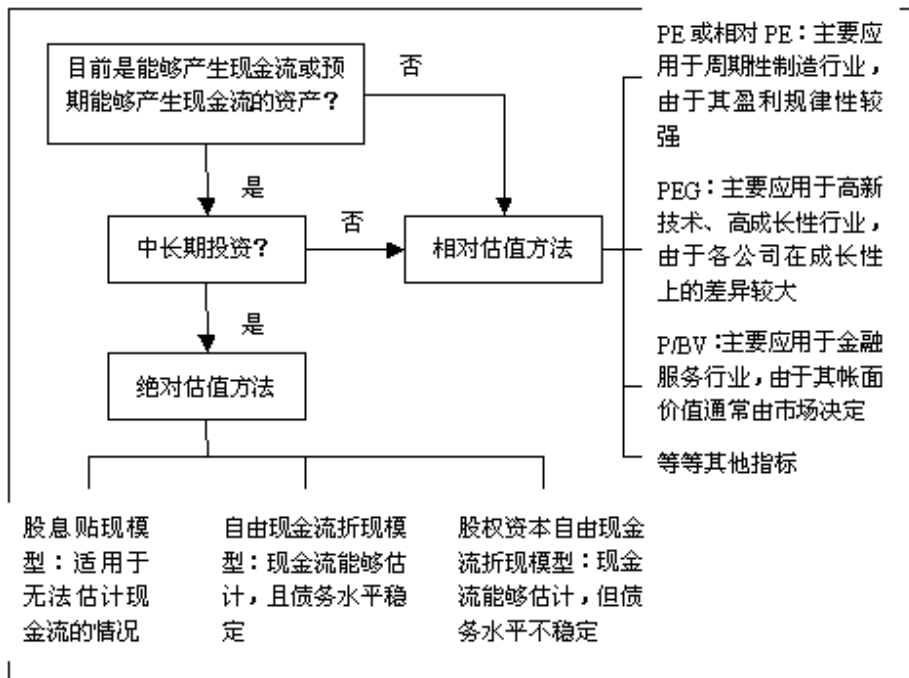 目前是能够产生现金流或预
期能够产生现金流的资产？
否
是
中长期投资？
否
相对估值方法
是
绝对估值方法
PE 或相对 PE：主要应
用于周期性制造行业，
由于其盈利规律性较
强
PEG：主要应用于高新
技术、高成长性行业，
由于各公司在成长性
上的差异较大
P/BV：主要应用于金融
服务行业，由于其帐面
价值通常由市场决定
等等其他指标
股息贴现模
型：适用于
无法估计现
金流的情况
自由现金流折现模
型：现金流能够估
计，且债务水平稳
定
股权资本自由现金
流折现模型：现金
流能够估计，但债
务水平不稳定